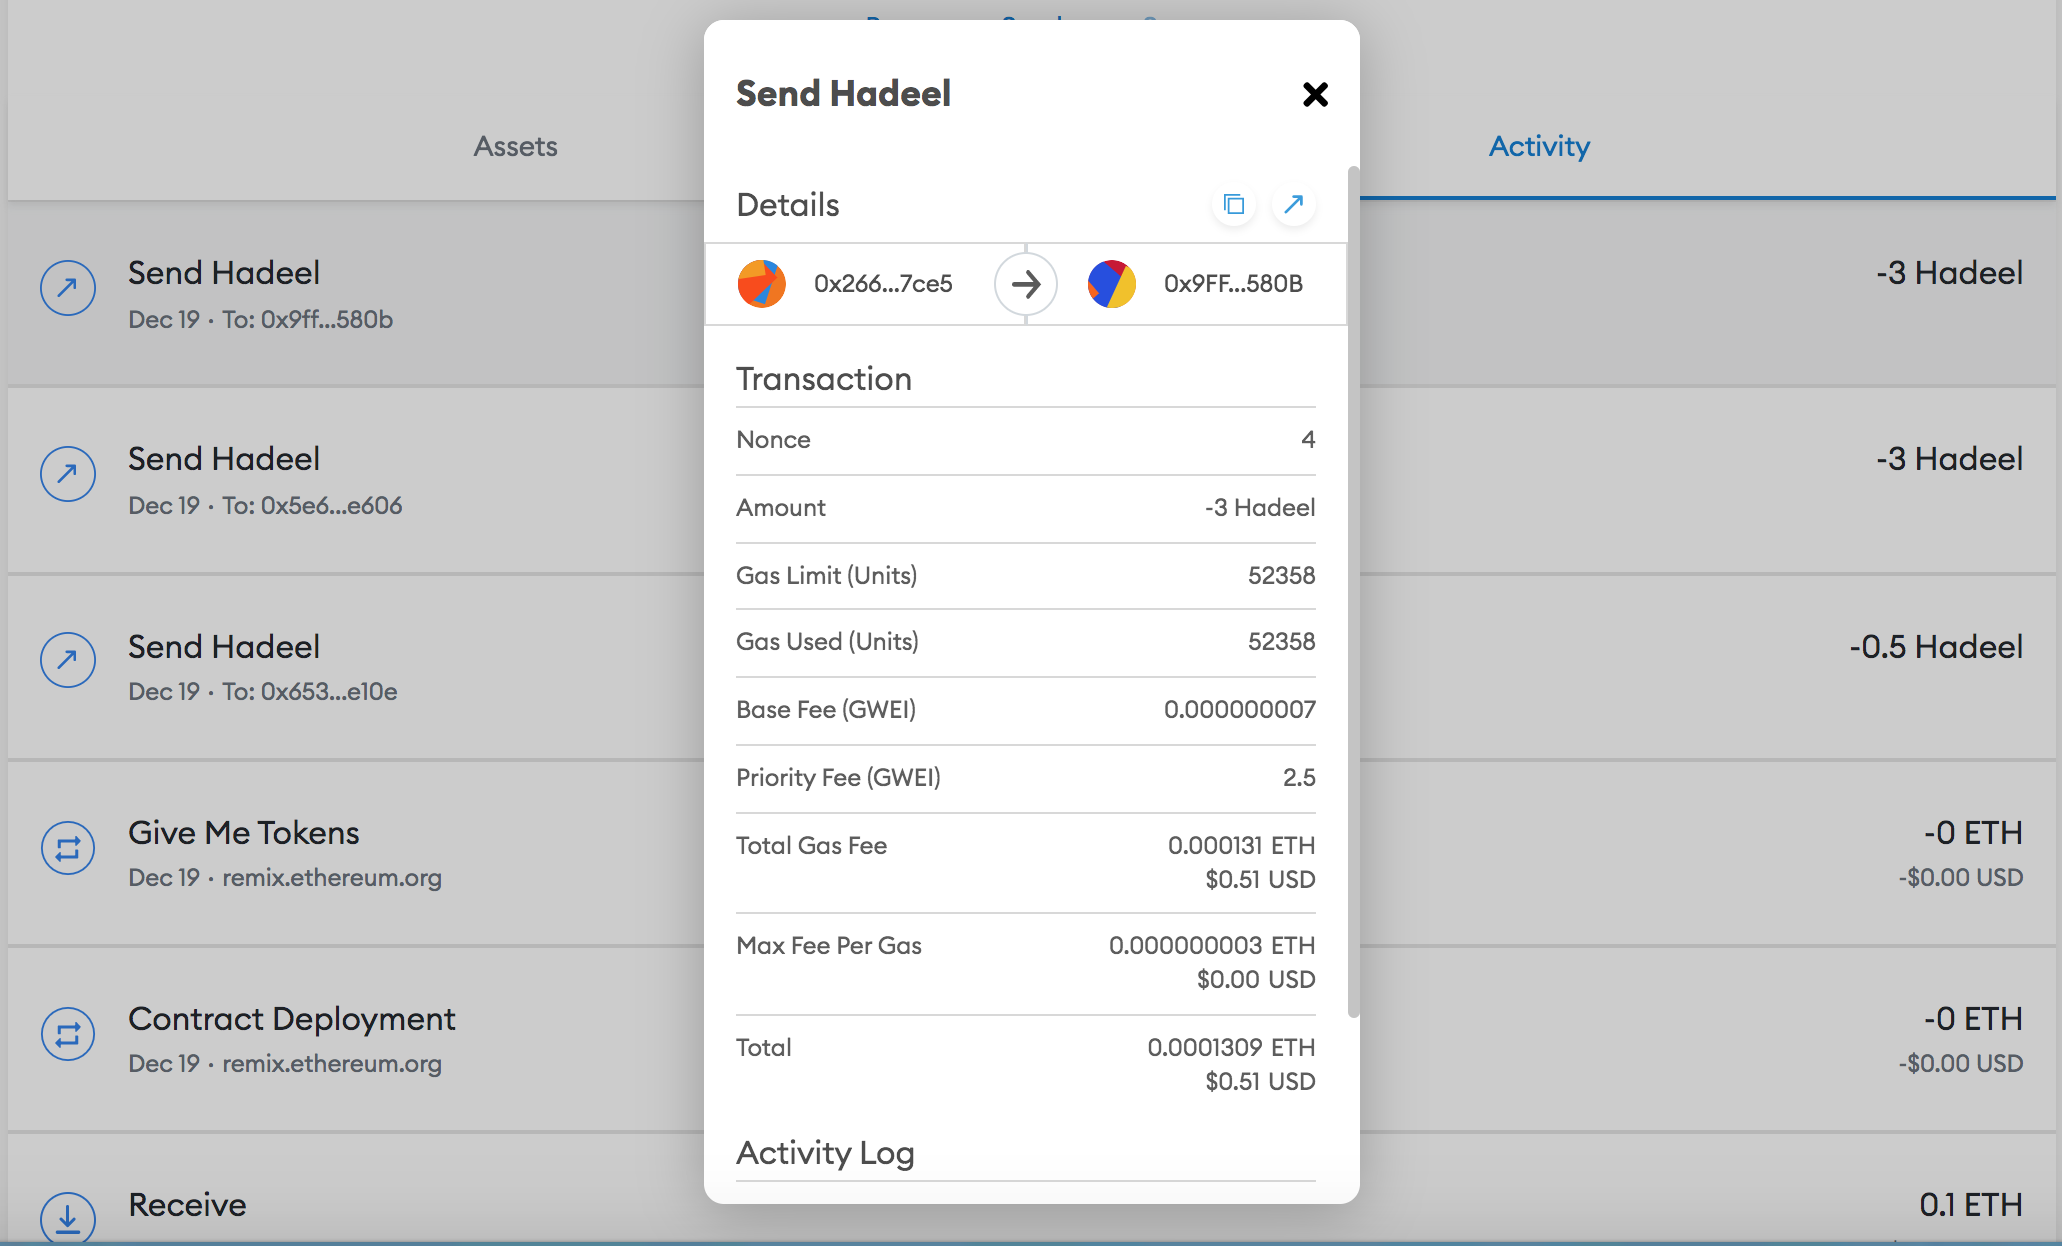 Send Hadeel
Details
0x266...7ce5
0x9FF...580B
Transaction
Nonce 4
Amount -3 Hadeel
Gas Limit (Units) 52358
Gas Used (Units) 52358
Base Fee (GWEI) 0.000000007
Priority Fee (GWEI) 2.5
Total Gas Fee 0.000131 ETH
$0.51 USD
Max Fee Per Gas 0.000000003 ETH
$0.00 USD
Total 0.0001309 ETH
$0.51 USD
Activity Log
Assets
Activity
Send Hadeel -3 Hadeel
Dec 19 · To: 0x9ff...580b
Send Hadeel -3 Hadeel
Dec 19 · To: 0x5e6...e606
Send Hadeel -0.5 Hadeel
Dec 19 · To: 0x653...e10e
Give Me Tokens -0 ETH
Dec 19 · remix.ethereum.org -$0.00 USD
Contract Deployment -0 ETH
Dec 19 · remix.ethereum.org -$0.00 USD
Receive 0.1 ETH